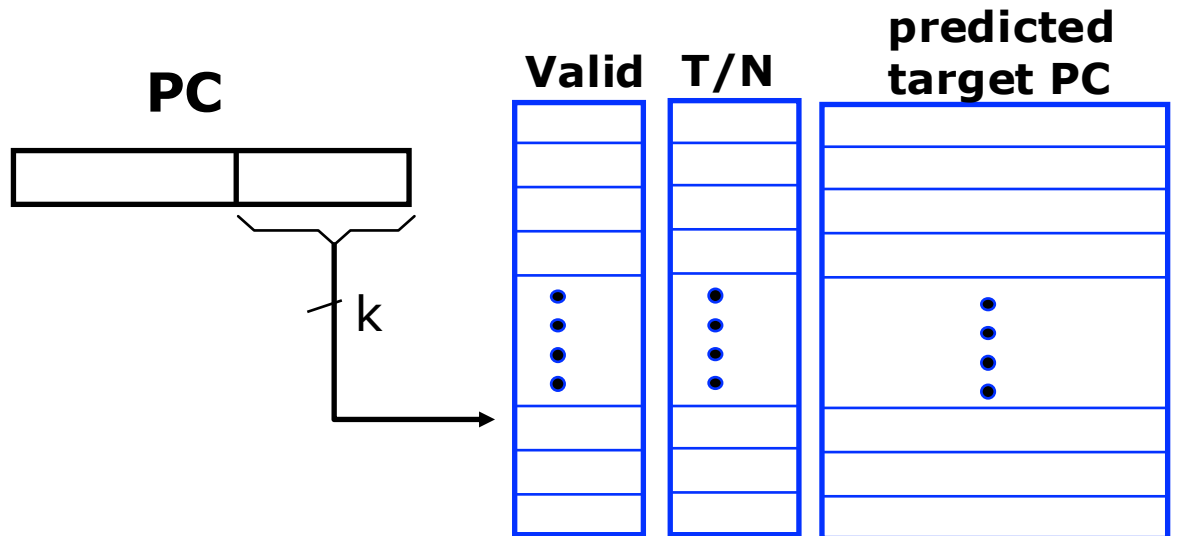 PC
Valid
T/N
predicted
target PC
k